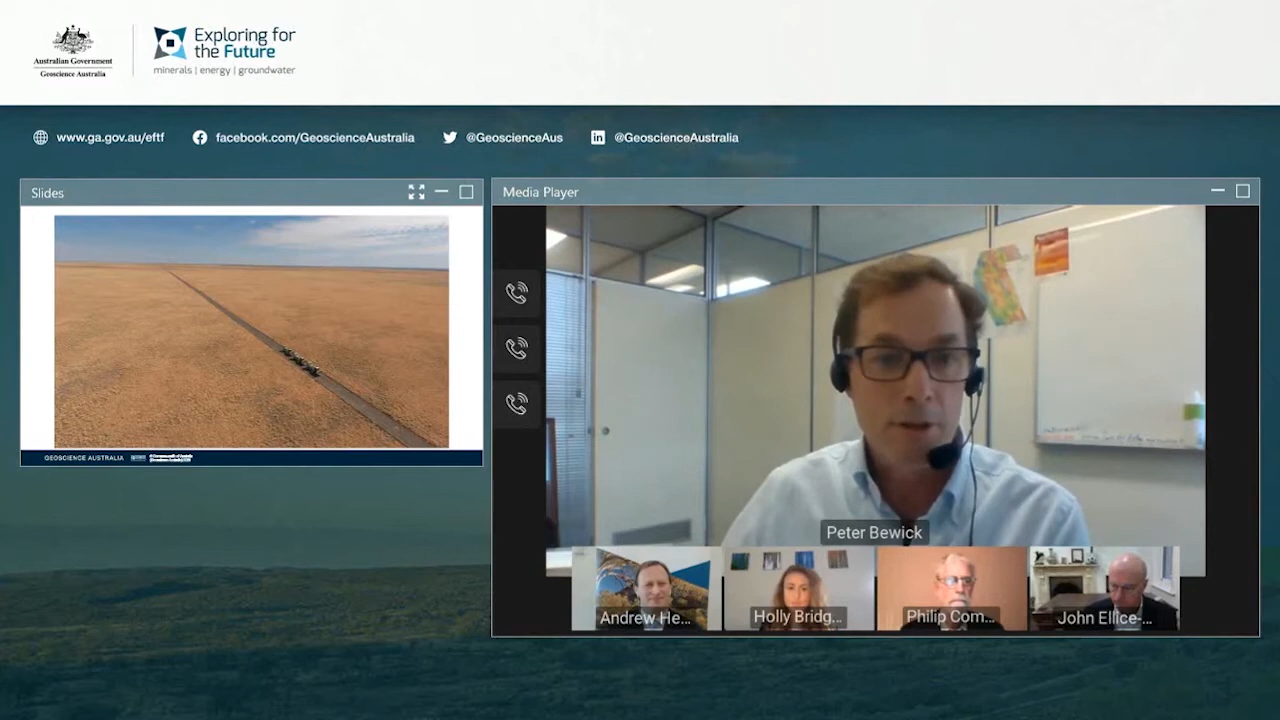 Australian Government
Geoscience Australia
Exploring for
the Future
minerals | energy | groundwater
www.ga.gov.au/eftf
facebook.com/GeoscienceAustralia
@GeoscienceAus
@GeoscienceAustralia
Slides
Media Player
GEOSCIENCE AUSTRALIA
Peter Bewick
Andrew He...
Holly Bridg...
Philip Com...
John Ellice-...